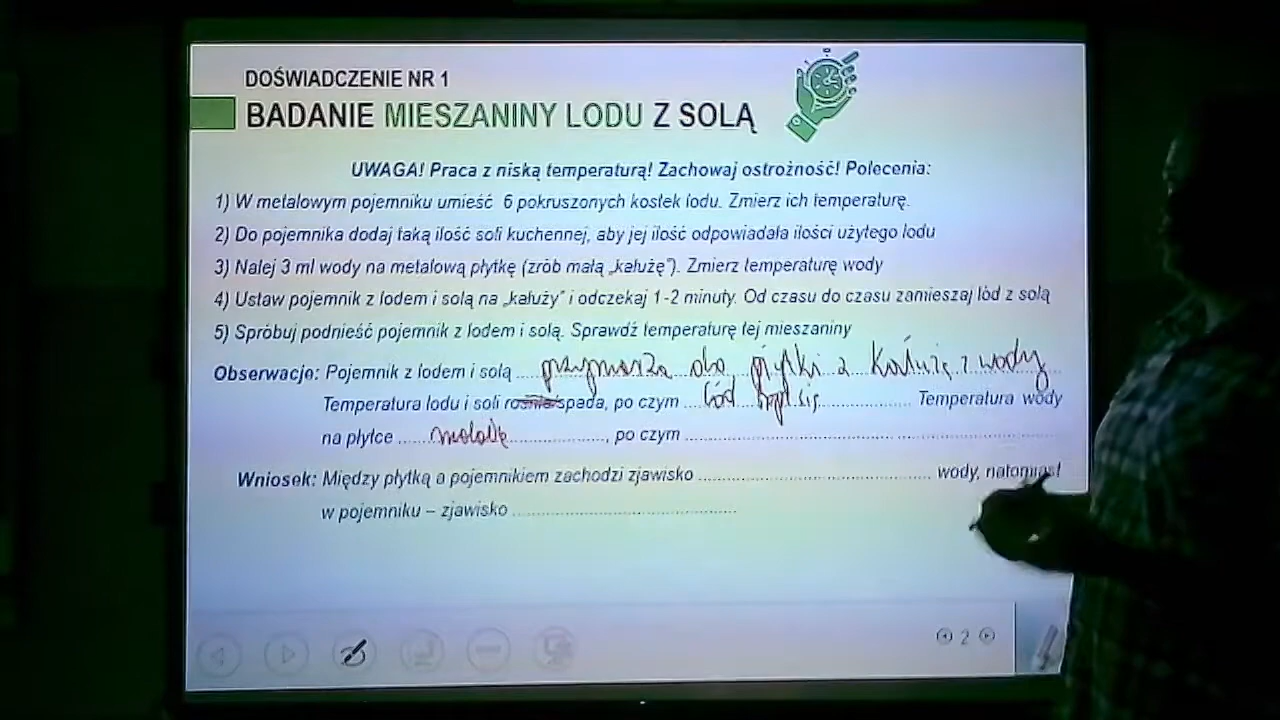 DOŚWIADCZENIE NR 1
BADANIE MIESZANINY LODU Z SOLĄ
UWAGA! Praca z niską temperaturą! Zachowaj ostrożność! Polecenia:
1) W metalowym pojemniku umieść 6 pokruszonych kostek lodu. Zmierz ich temperaturę.
2) Do pojemnika dodaj taką ilość soli kuchennej, aby jej ilość odpowiadała ilości użytego lodu
3) Nalej 3 ml wody na metalową płytkę (zrób małą „kałużę”). Zmierz temperaturę wody
4) Ustaw pojemnik z lodem i solą na „kałuży” i odczekaj 1-2 minuty. Od czasu do czasu zamieszaj lód z solą
5) Spróbuj podnieść pojemnik z lodem i solą. Sprawdź temperaturę tej mieszaniny
Obserwacje: Pojemnik z lodem i solą przymarza do płytki z kałużą z wody
Temperatura lodu i soli rośnie spada, po czym lód topi się Temperatura wody
na płytce ............, po czym ............
Wniosek: Między płytką a pojemnikiem zachodzi zjawisko ............ wody, natomiast
w pojemniku – zjawisko ............
2